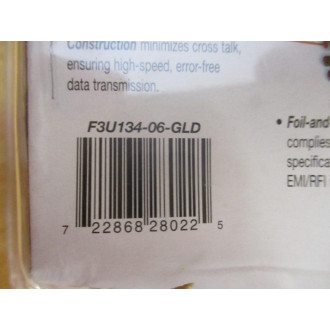 Construction minimizes cross talk,
ensuring high-speed, error-free
data transmission.
F3U134-06-GLD
• Foil-and
complies
specifica
EMI/RFI
7 22868 28022 5